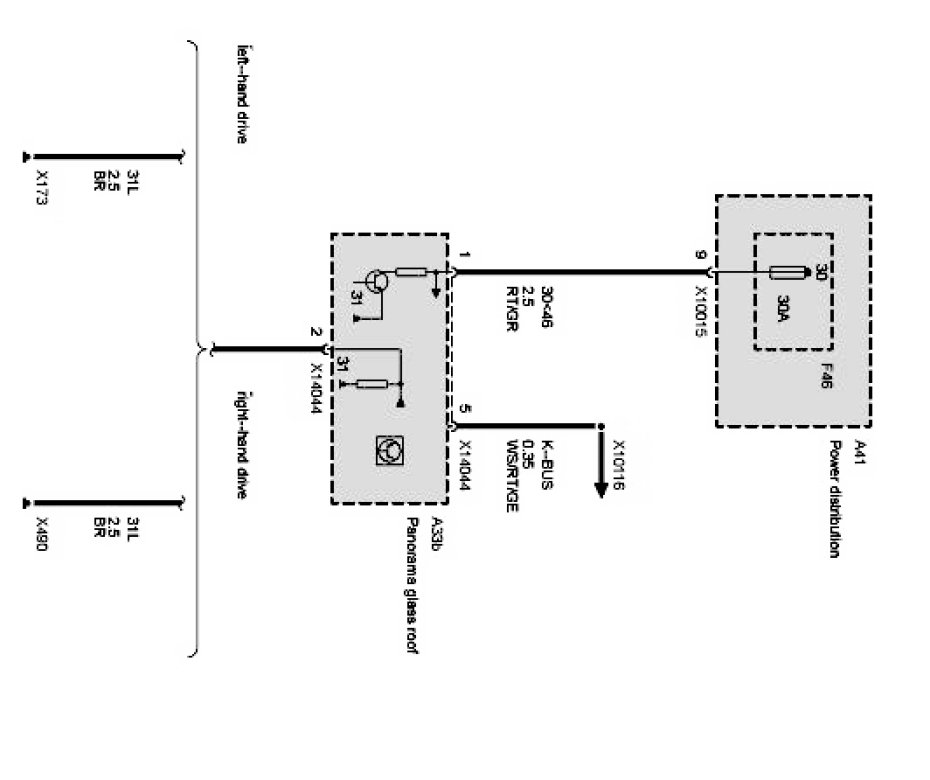 A41
Power distribution
F46
30
30A
9
X10015
30<46
2.5
RT/GR
X10116
K--BUS
0.35
WS/RT/GE
1
5
X14044
A33b
Panorama glass roof
31
31
2
X14044
left--hand drive
right--hand drive
31L
2.5
BR
31L
2.5
BR
X173
X490